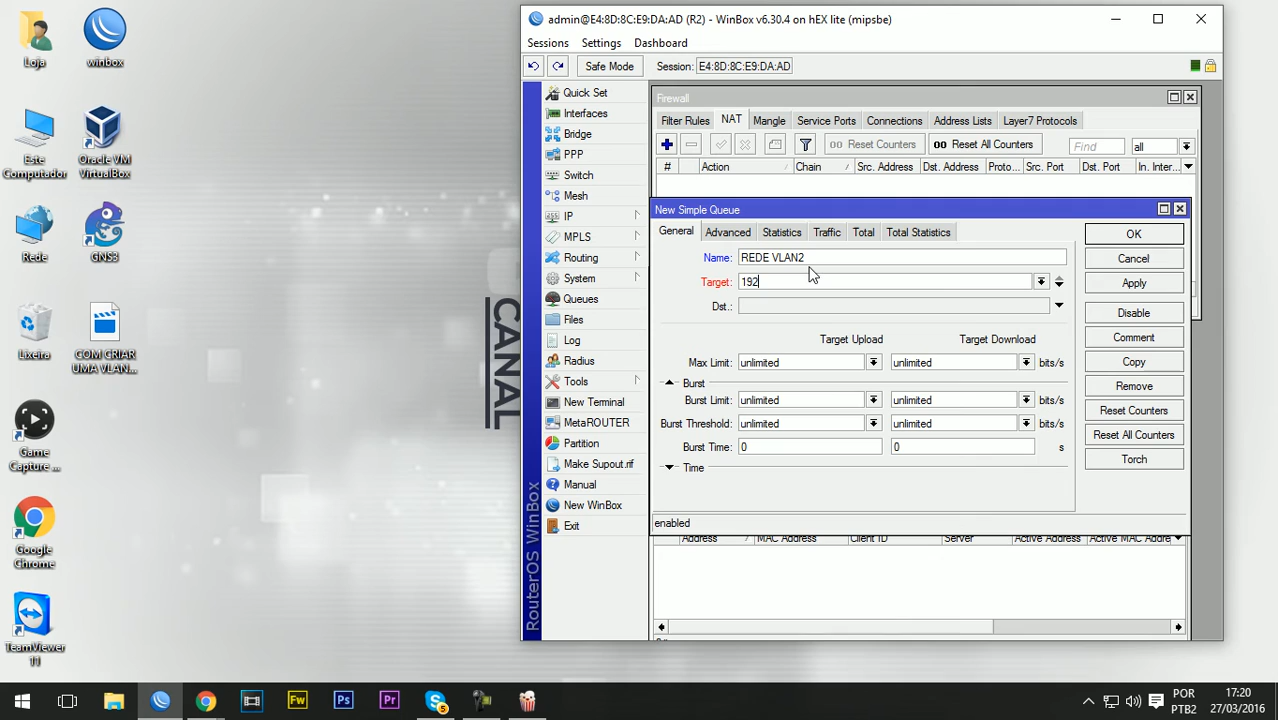 Loja
winbox
Este
Computador
Oracle VM
VirtualBox
Rede
GNS3
Lixeira
COM CRIAR
UMA VLAN...
Game
Capture ...
Google
Chrome
TeamViewer
11
CANAL
admin@E4:8D:8C:E9:DA:AD (R2) - WinBox v6.30.4 on hEX lite (mipsbe)
Sessions Settings Dashboard
Safe Mode Session: E4:8D:8C:E9:DA:AD
RouterOS WinBox
Quick Set
Interfaces
Bridge
PPP
Switch
Mesh
IP
MPLS
Routing
System
Queues
Files
Log
Radius
Tools
New Terminal
MetaROUTER
Partition
Make Supout.rif
Manual
New WinBox
Exit
Firewall
Filter Rules NAT Mangle Service Ports Connections Address Lists Layer7 Protocols
00 Reset Counters 00 Reset All Counters Find all
# Action Chain Src. Address Dst. Address Proto... Src. Port Dst. Port In. Inter...
New Simple Queue
General Advanced Statistics Traffic Total Total Statistics
Name: REDE VLAN2
Target: 192
Dst.:
Target Upload Target Download
Max Limit: unlimited unlimited bits/s
Burst
Burst Limit: unlimited unlimited bits/s
Burst Threshold: unlimited unlimited bits/s
Burst Time: 0 0 s
Time
enabled
OK
Cancel
Apply
Disable
Comment
Copy
Remove
Reset Counters
Reset All Counters
Torch
Address MAC Address Client ID Server Active Address Active MAC Addre
Fw Ps Pr 5
POR
PTB2
17:20
27/03/2016